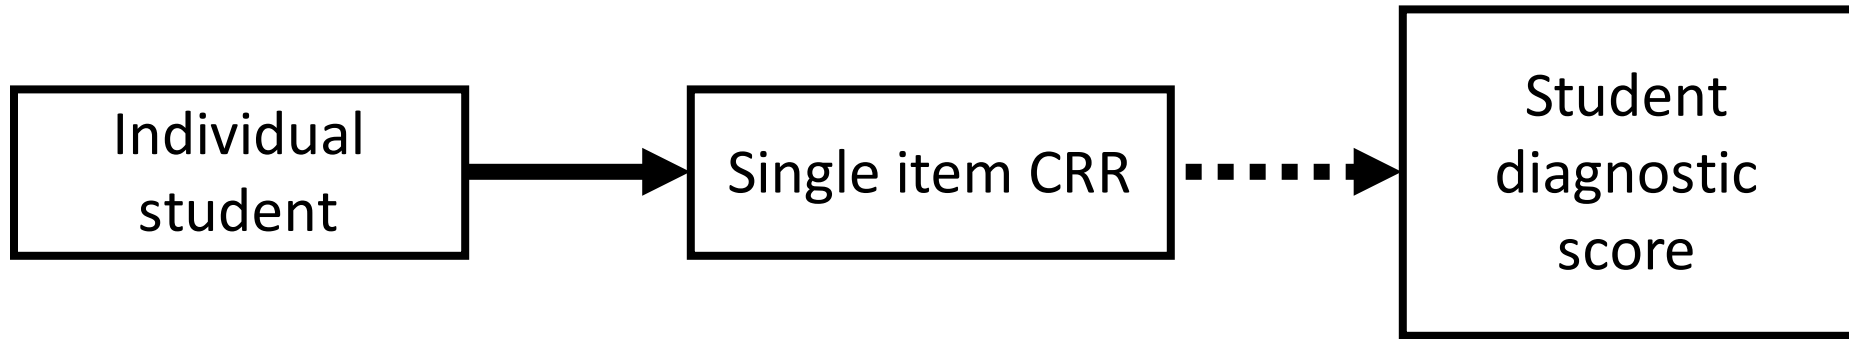 Individual
student
Single item CRR
Student
diagnostic
score